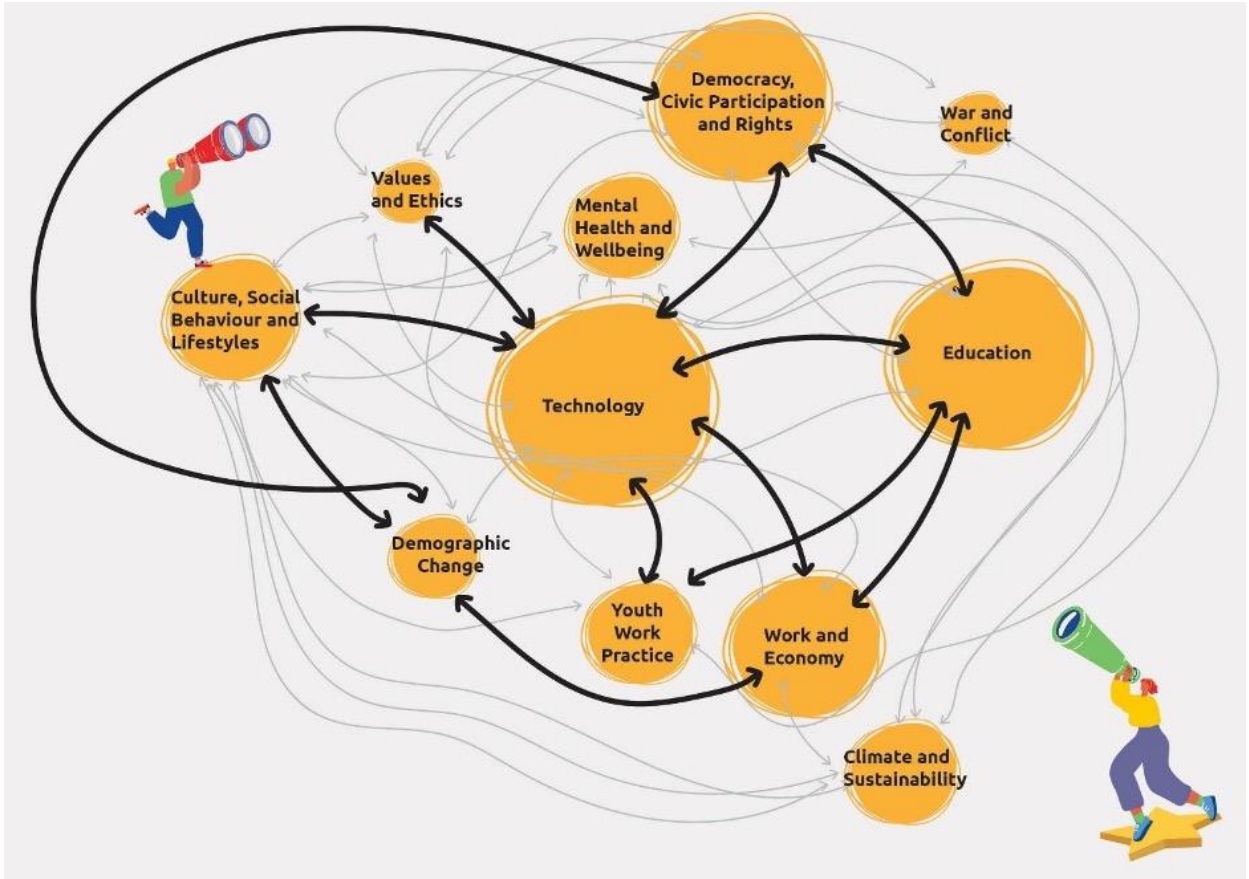 Democracy,
Civic Participation
and Rights
War and
Conflict
Values
and Ethics
Mental
Health and
Wellbeing
Culture, Social
Behaviour and
Lifestyles
Education
Technology
Demographic
Change
Youth
Work
Practice
Work and
Economy
Climate and
Sustainability